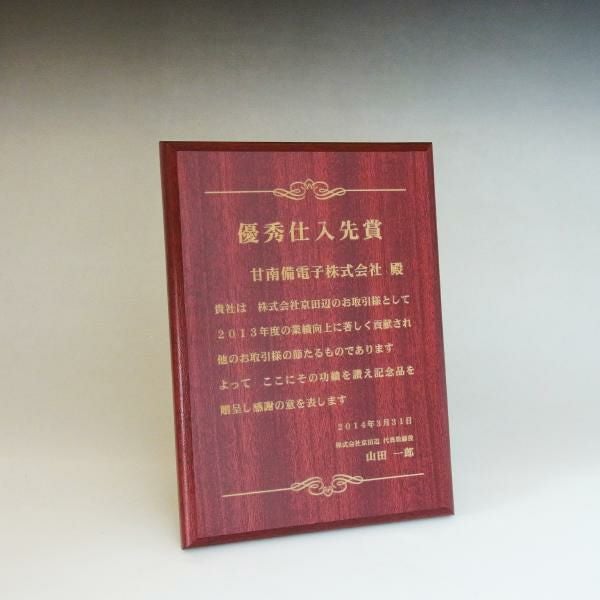 優秀仕入先賞
甘南備電子株式会社 殿
貴社は 株式会社京田辺のお取引様として
2013年度の業績向上に著しく貢献され
他のお取引様の節たるものであります
よって ここにその功績を讃え記念品を
贈呈し感謝の意を表します
2014年3月31日
株式会社京田辺 代表取締役
山田 一郎